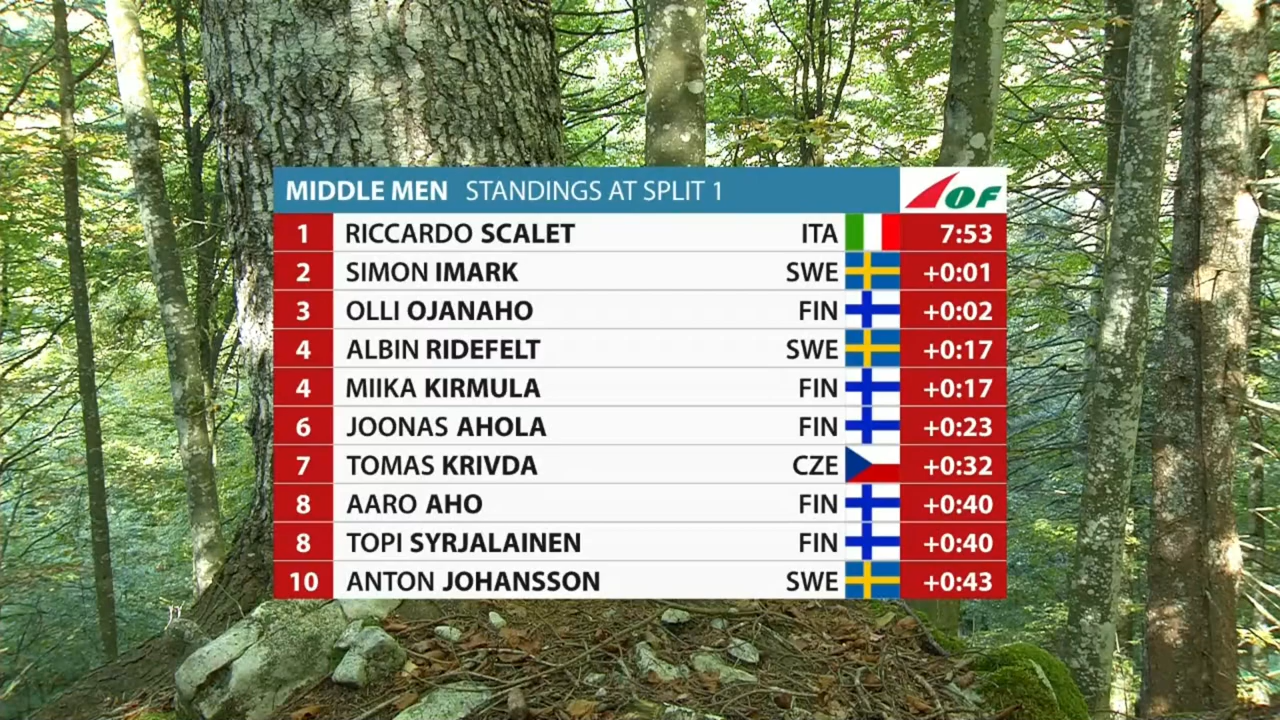 MIDDLE MEN STANDINGS AT SPLIT 1 IOF
1 RICCARDO SCALET ITA 7:53
2 SIMON IMARK SWE +0:01
3 OLLI OJANAHO FIN +0:02
4 ALBIN RIDEFELT SWE +0:17
4 MIIKA KIRMULA FIN +0:17
6 JOONAS AHOLA FIN +0:23
7 TOMAS KRIVDA CZE +0:32
8 AARO AHO FIN +0:40
8 TOPI SYRJALAINEN FIN +0:40
10 ANTON JOHANSSON SWE +0:43